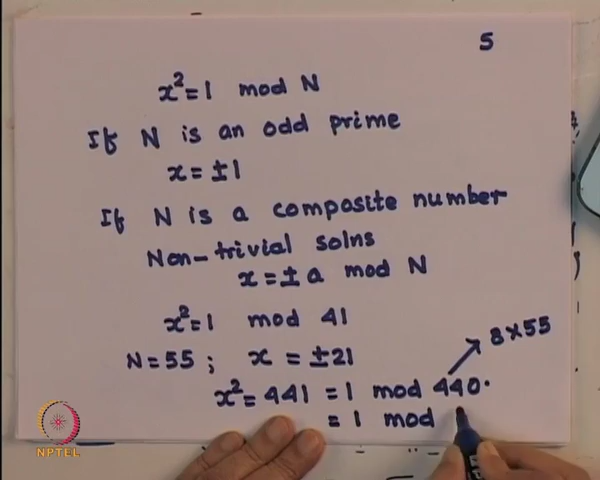 5
x² = 1 mod N
If N is an odd prime
x = ±1
If N is a composite number
Non-trivial solns
x = ± a mod N
x² = 1 mod 41
N = 55 ; x = ±21
8 × 55
x² = 441 = 1 mod 440.
= 1 mod
NPTEL